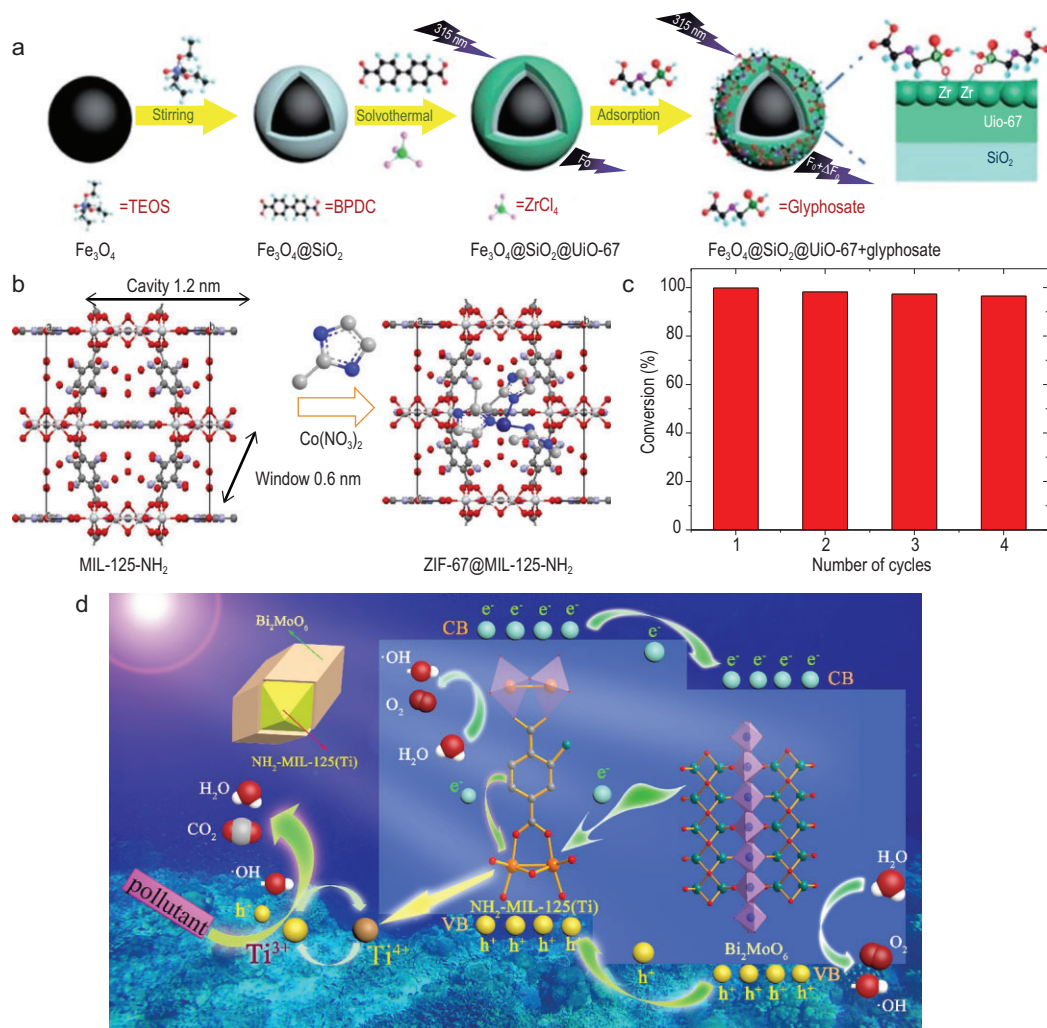 a
315 nm
Stirring
Solvothermal
Fo
315 nm
Adsorption
F₀+ΔF₀
Zr Zr
Uio-67
SiO₂
=TEOS
=BPDC
=ZrCl₄
=Glyphosate
Fe₃O₄
Fe₃O₄@SiO₂
Fe₃O₄@SiO₂@UiO-67
Fe₃O₄@SiO₂@UiO-67+glyphosate
b
Cavity 1.2 nm
a
b
Co(NO₃)₂
Window 0.6 nm
a
b
MIL-125-NH₂
ZIF-67@MIL-125-NH₂
c
Conversion (%)
100
80
60
40
20
0
1 2 3 4
Number of cycles
d
Bi₂MoO₆
NH₂-MIL-125(Ti)
CB
e⁻ e⁻ e⁻ e⁻
e⁻
e⁻ e⁻ e⁻ e⁻
CB
·OH
O₂
H₂O
e⁻
e⁻
H₂O
CO₂
·OH
pollutant
h⁺
Ti³⁺
Ti⁴⁺
NH₂-MIL-125(Ti)
VB
h⁺ h⁺ h⁺ h
h⁺
Bi₂MoO₆
VB
h⁺ h⁺ h⁺ h⁺
H₂O
O₂
·OH